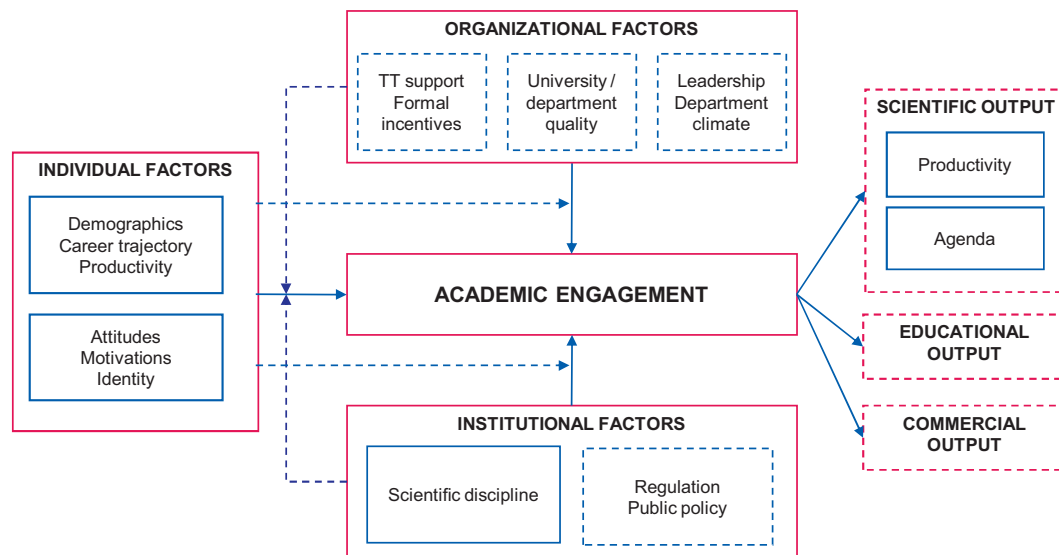 ORGANIZATIONAL FACTORS
TT support
Formal
incentives
University /
department
quality
Leadership
Department
climate
INDIVIDUAL FACTORS
Demographics
Career trajectory
Productivity
Attitudes
Motivations
Identity
ACADEMIC ENGAGEMENT
INSTITUTIONAL FACTORS
Scientific discipline
Regulation
Public policy
SCIENTIFIC OUTPUT
Productivity
Agenda
EDUCATIONAL
OUTPUT
COMMERCIAL
OUTPUT